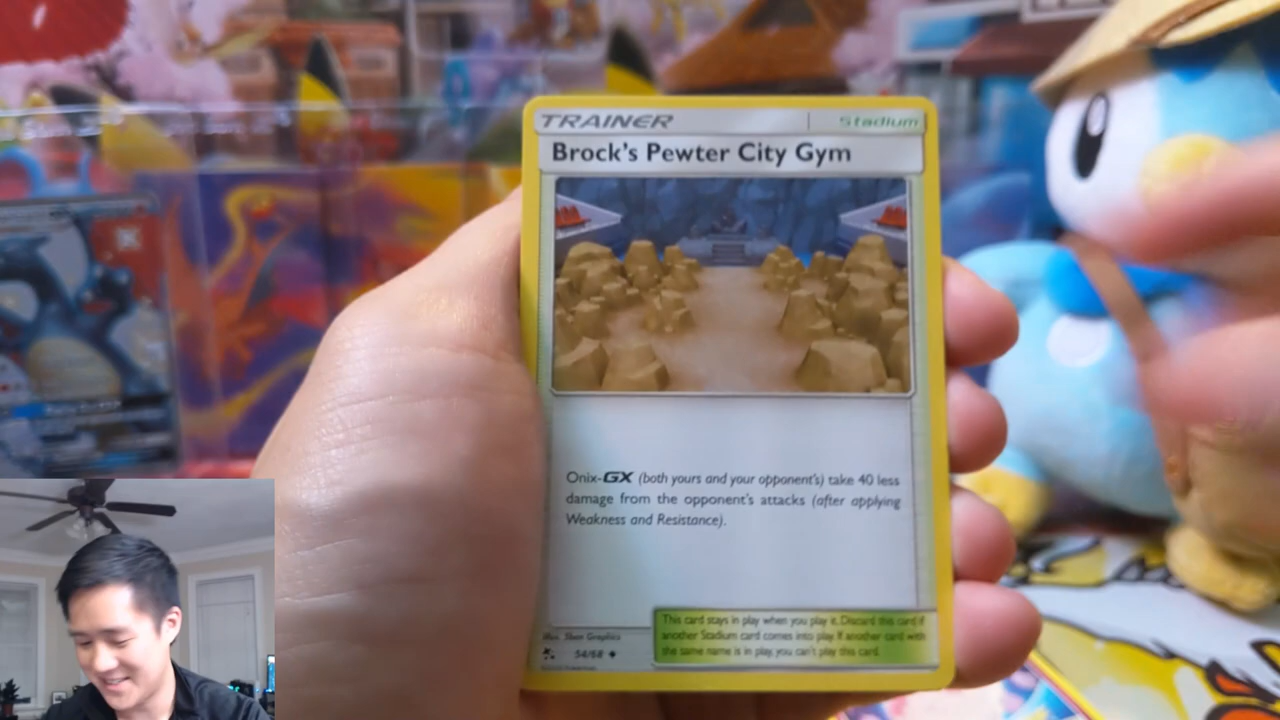 TRAINER
Stadium
Brock's Pewter City Gym
Onix-GX (both yours and your opponent's) take 40 less
damage from the opponent's attacks (after applying
Weakness and Resistance).
This card stays in play when you play it. Discard this card if
another Stadium card comes into play. If another card with
the same name is in play, you can't play this card.
Illus. 5ban Graphics
54/68